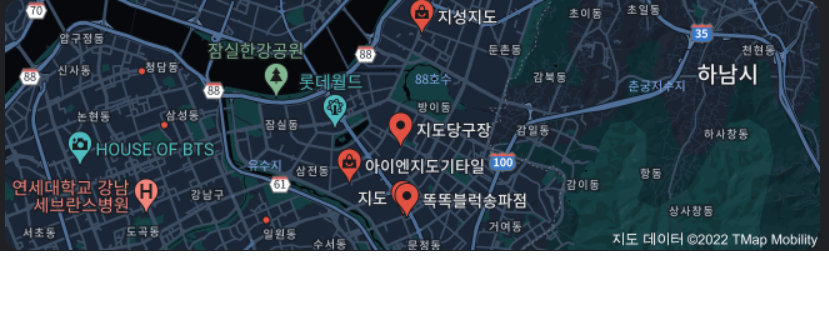 70
지성지도
초이동
초일동
압구정동
잠실한강공원
둔촌동
35
천현동
88
신사동
청담동
88
롯데월드
88호수
감북동
하남시
88
춘궁저수지
논현동
삼성동
잠실동
방이동
지도당구장
감일동
하사창동
HOUSE OF BTS
유수지
삼전동
아이엔지도기타일
100
항동
연세대학교 강남
세브란스병원
강남구
61
지도
똑똑블럭송파점
감이동
상사창동
서초동
도곡동
일원동
수서동
문정동
거여동
지도 데이터 ©2022 TMap Mobility